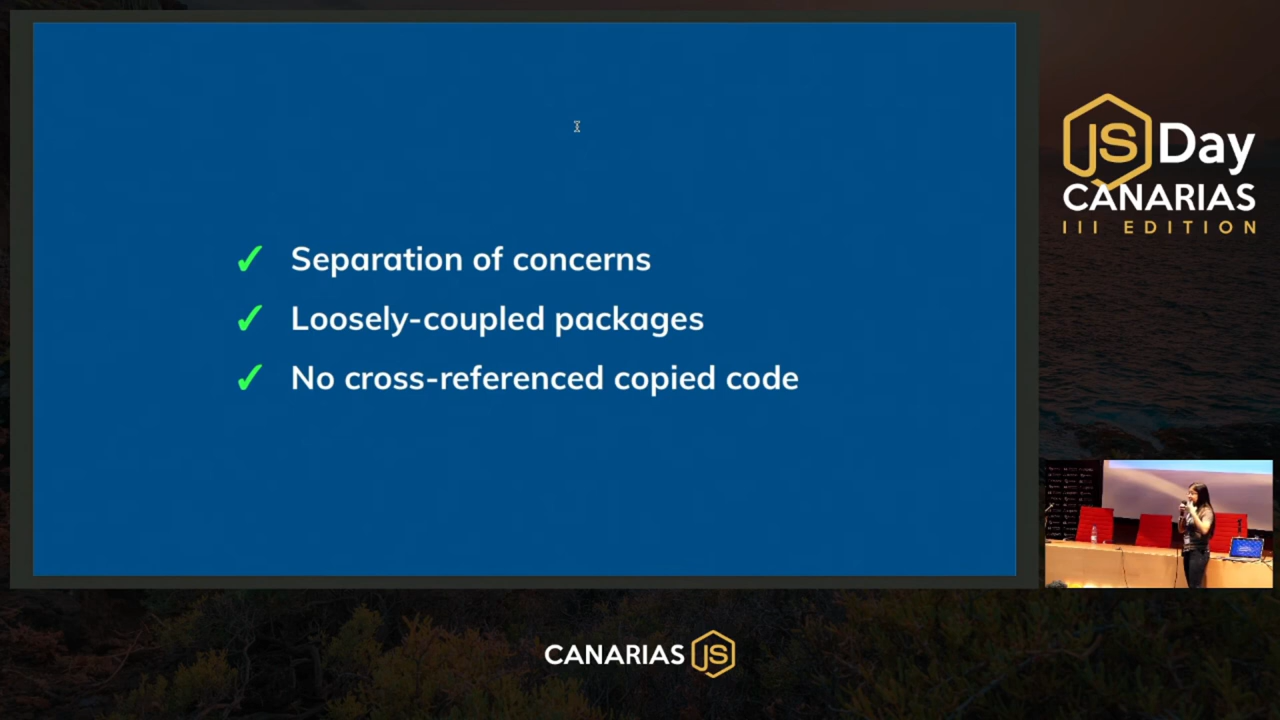 ✓ Separation of concerns
✓ Loosely-coupled packages
✓ No cross-referenced copied code
JS Day
CANARIAS
III EDITION
CANARIAS JS